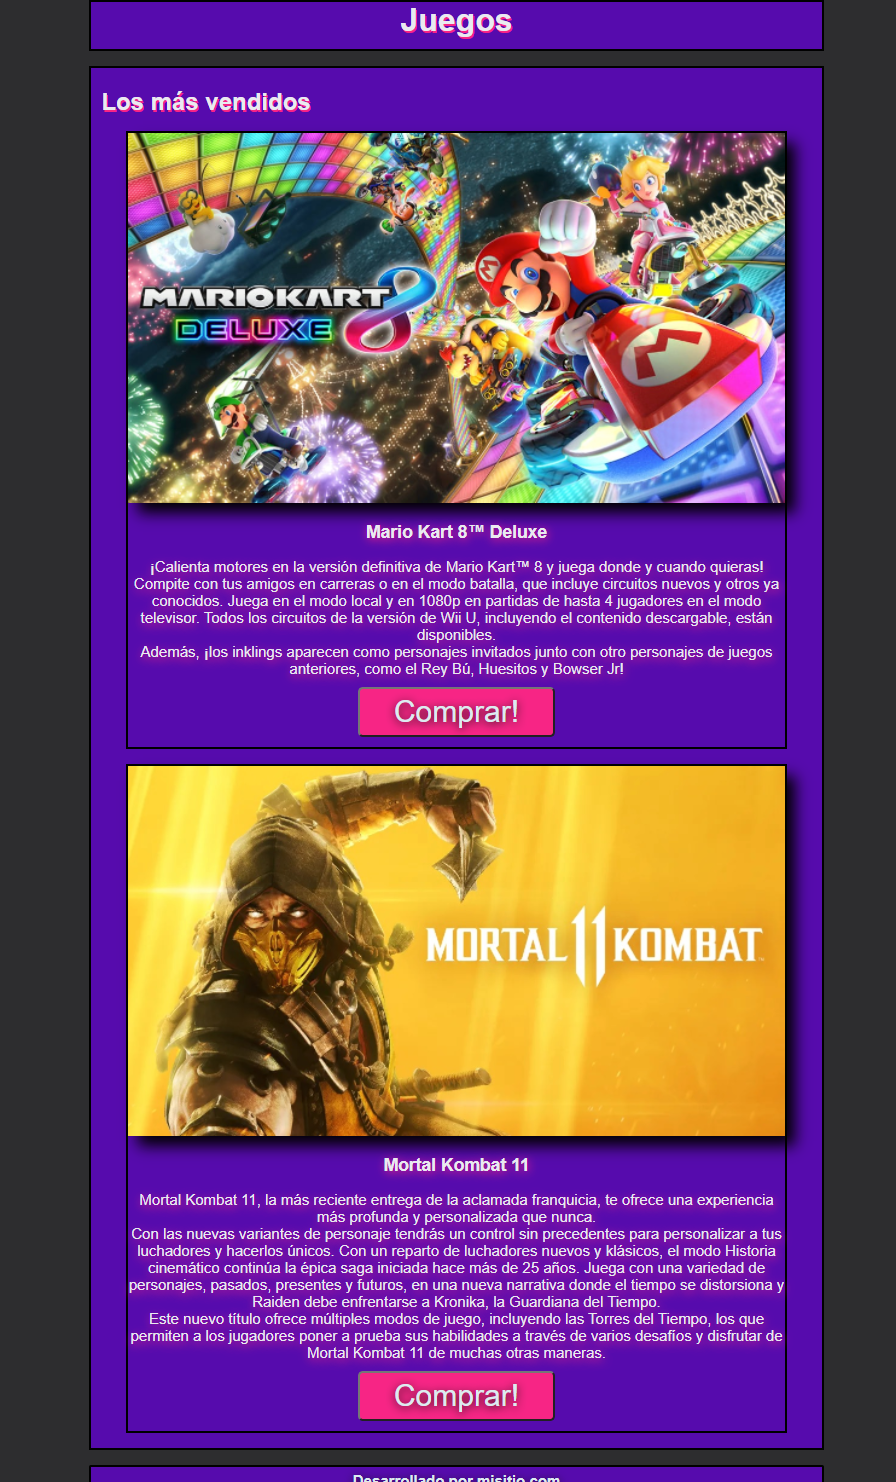 Juegos
Los más vendidos
MARIOKART 8™
DELUXE
Mario Kart 8™ Deluxe
¡Calienta motores en la versión definitiva de Mario Kart™ 8 y juega donde y cuando quieras!
Compite con tus amigos en carreras o en el modo batalla, que incluye circuitos nuevos y otros ya
conocidos. Juega en el modo local y en 1080p en partidas de hasta 4 jugadores en el modo
televisor. Todos los circuitos de la versión de Wii U, incluyendo el contenido descargable, están
disponibles.
Además, ¡los inklings aparecen como personajes invitados junto con otro personajes de juegos
anteriores, como el Rey Bú, Huesitos y Bowser Jr!
Comprar!
MORTAL 11 KOMBAT™
Mortal Kombat 11
Mortal Kombat 11, la más reciente entrega de la aclamada franquicia, te ofrece una experiencia
más profunda y personalizada que nunca.
Con las nuevas variantes de personaje tendrás un control sin precedentes para personalizar a tus
luchadores y hacerlos únicos. Con un reparto de luchadores nuevos y clásicos, el modo Historia
cinemático continúa la épica saga iniciada hace más de 25 años. Juega con una variedad de
personajes, pasados, presentes y futuros, en una nueva narrativa donde el tiempo se distorsiona y
Raiden debe enfrentarse a Kronika, la Guardiana del Tiempo.
Este nuevo título ofrece múltiples modos de juego, incluyendo las Torres del Tiempo, los que
permiten a los jugadores poner a prueba sus habilidades a través de varios desafíos y disfrutar de
Mortal Kombat 11 de muchas otras maneras.
Comprar!
Desarrollado por misitio.com